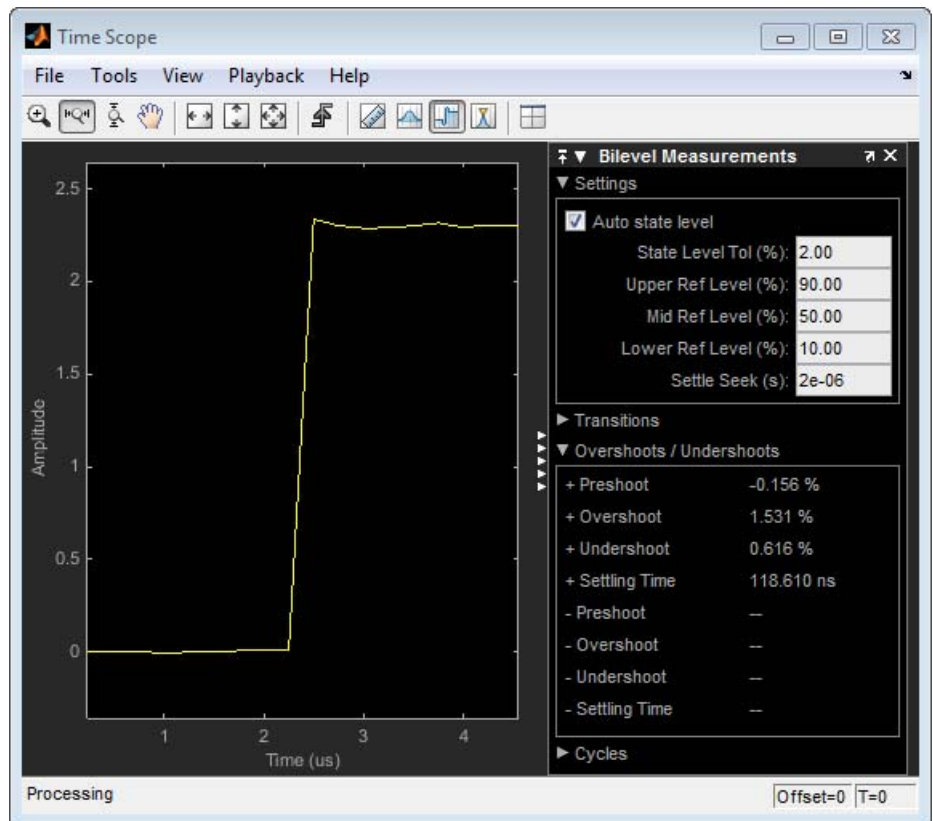 Time Scope
File Tools View Playback Help
2.5
2
1.5
1
0.5
0
Amplitude
1 2 3 4
Time (us)
Bilevel Measurements
Settings
Auto state level
State Level Tol (%): 2.00
Upper Ref Level (%): 90.00
Mid Ref Level (%): 50.00
Lower Ref Level (%): 10.00
Settle Seek (s): 2e-06
Transitions
Overshoots / Undershoots
+ Preshoot -0.156 %
+ Overshoot 1.531 %
+ Undershoot 0.616 %
+ Settling Time 118.610 ns
- Preshoot --
- Overshoot --
- Undershoot --
- Settling Time --
Cycles
Processing
Offset=0 T=0